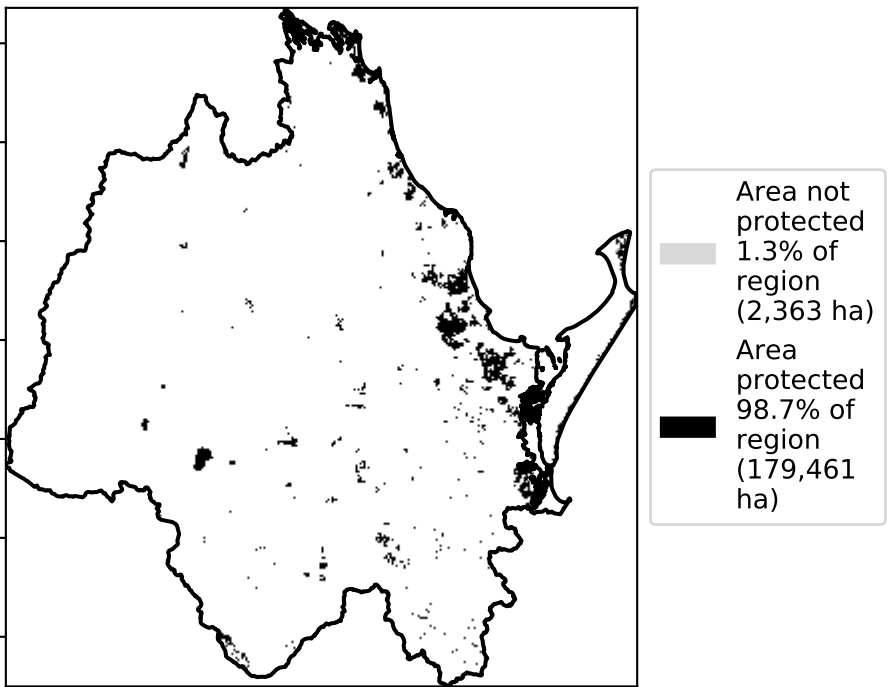 Area not
protected
1.3% of
region
(2,363 ha)
Area
protected
98.7% of
region
(179,461
ha)